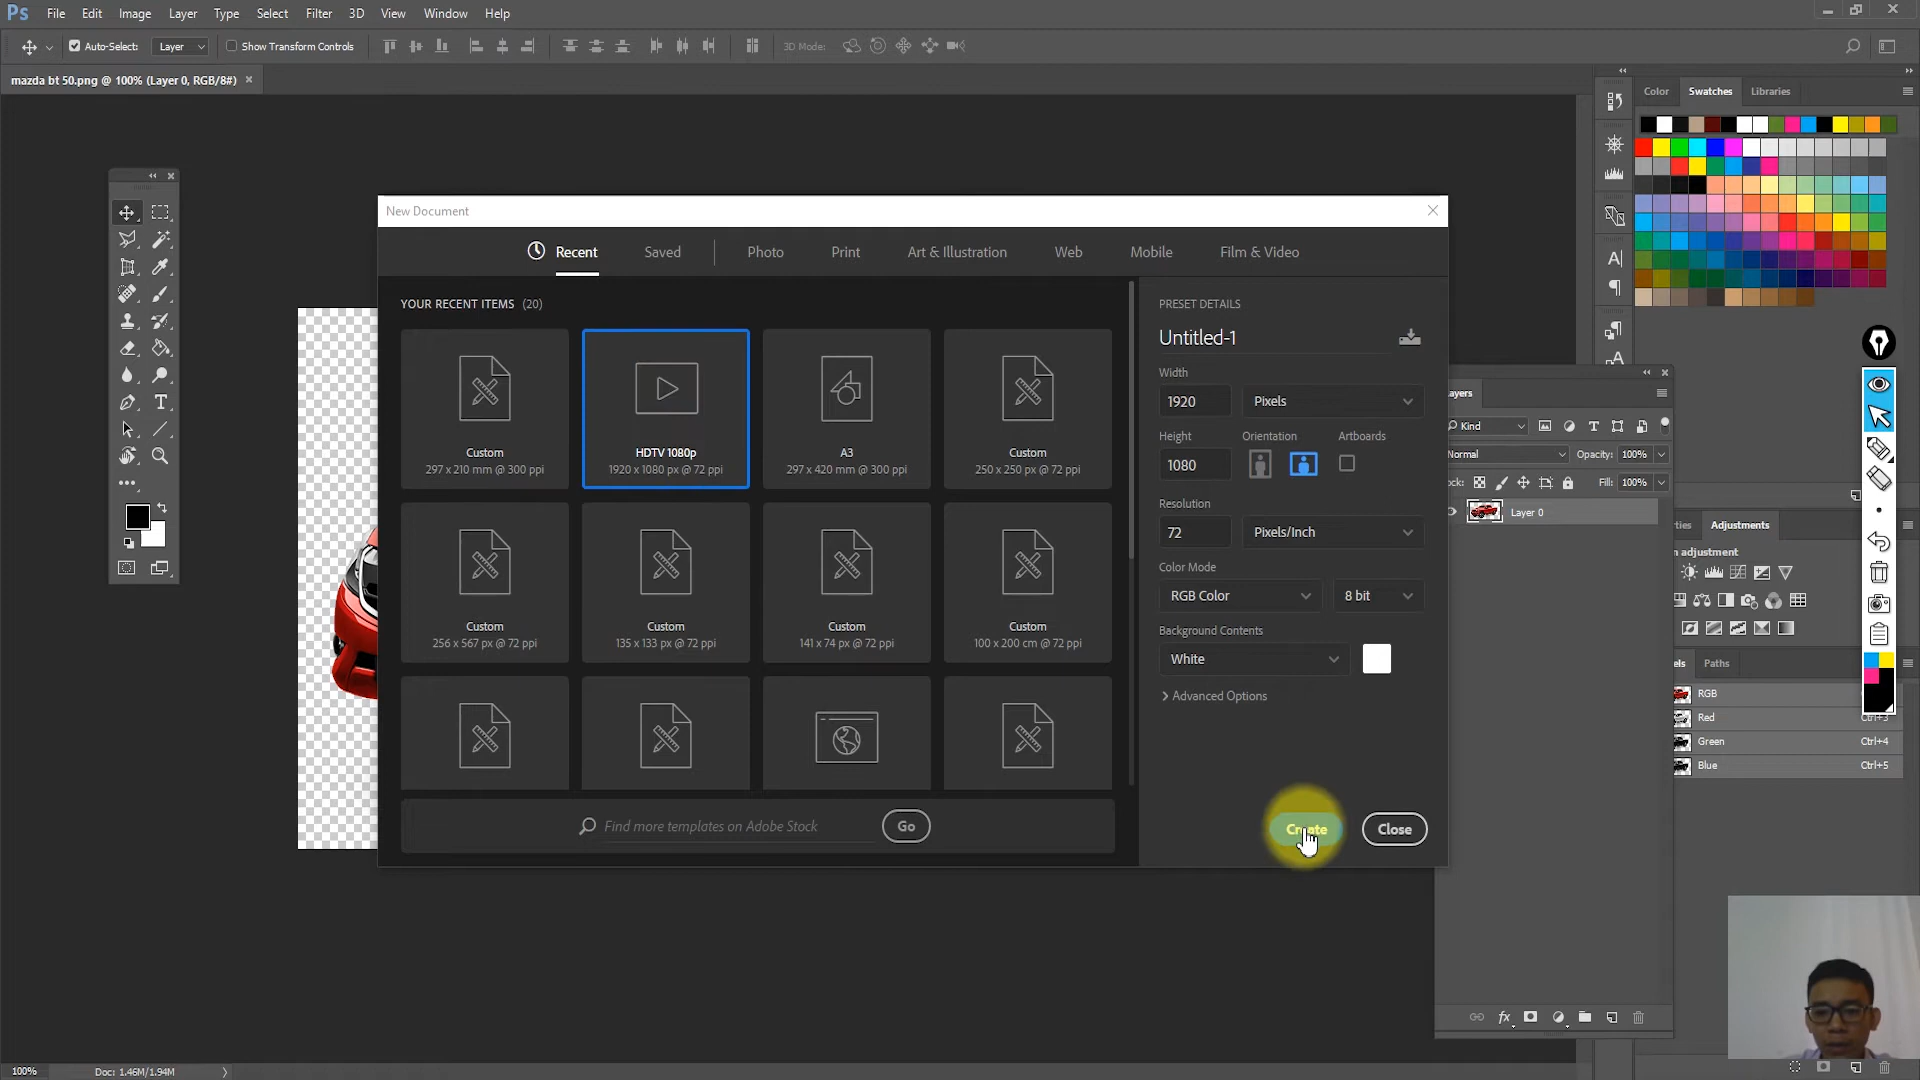 Ps File Edit Image Layer Type Select Filter 3D View Window Help
Auto-Select: Layer Show Transform Controls 3D Mode:
mazda bt 50.png @ 100% (Layer 0, RGB/8#) ×
Color Swatches Libraries
New Document
Recent Saved Photo Print Art & Illustration Web Mobile Film & Video
YOUR RECENT ITEMS (20)
Custom
297 x 210 mm @ 300 ppi
HDTV 1080p
1920 x 1080 px @ 72 ppi
A3
297 x 420 mm @ 300 ppi
Custom
250 x 250 px @ 72 ppi
Custom
256 x 567 px @ 72 ppi
Custom
135 x 133 px @ 72 ppi
Custom
141 x 74 px @ 72 ppi
Custom
100 x 200 cm @ 72 ppi
Find more templates on Adobe Stock Go
PRESET DETAILS
Untitled-1
Width
1920 Pixels
Height Orientation Artboards
1080
Resolution
72 Pixels/Inch
Color Mode
RGB Color 8 bit
Background Contents
White
Advanced Options
Create Close
ayers
Kind
Normal Opacity: 100%
ock: Fill: 100%
Layer 0
rties Adjustments
n adjustment
els Paths
RGB
Red Ctrl+3
Green Ctrl+4
Blue Ctrl+5
100% Doc: 1.46M/1.94M